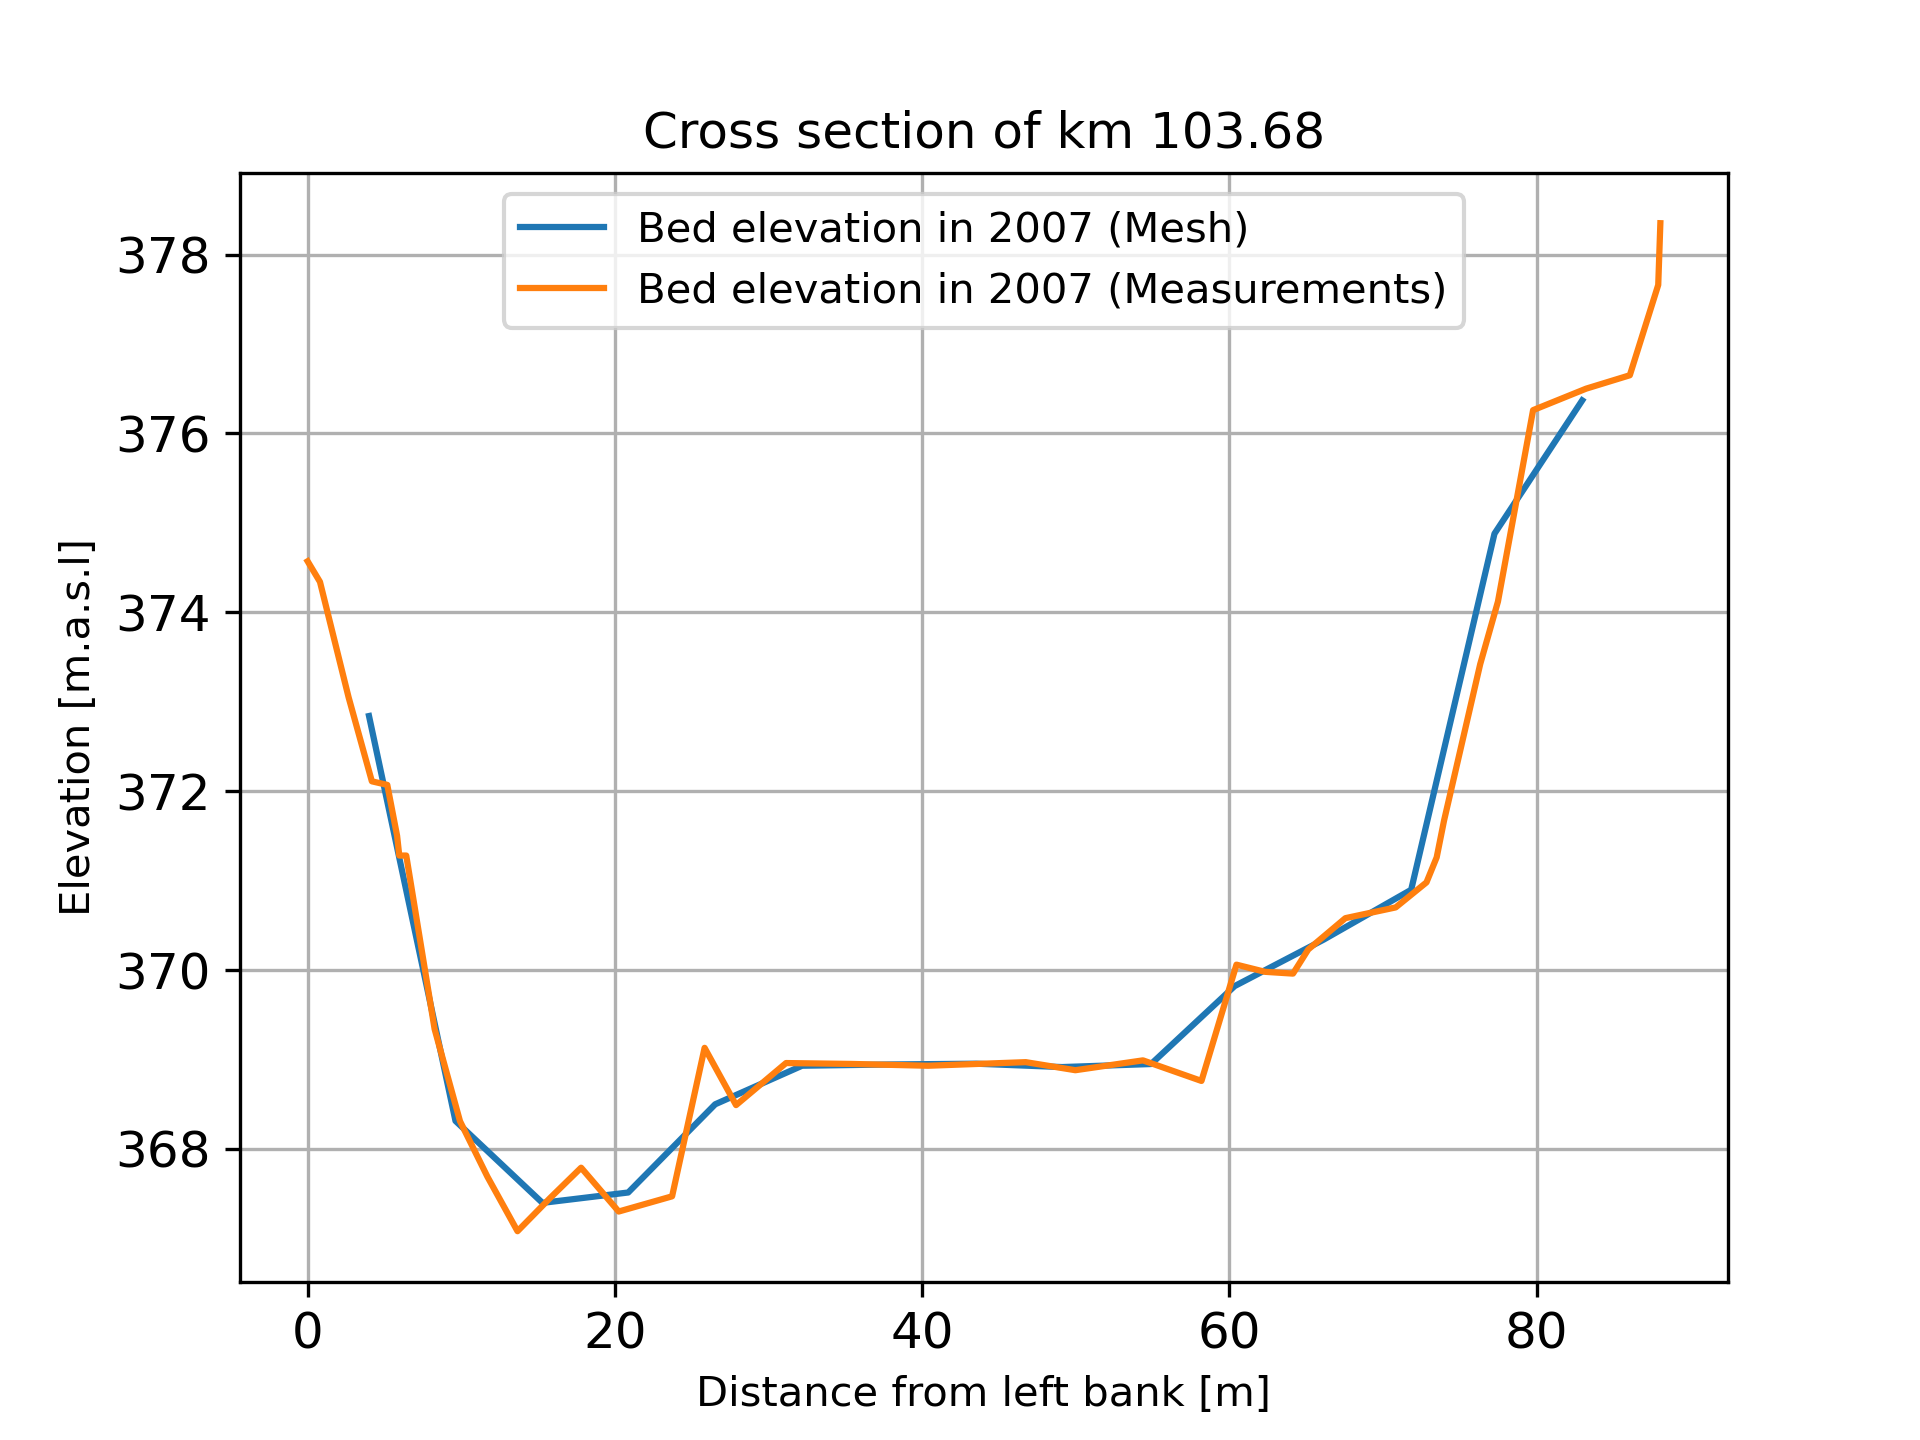 Cross section of km 103.68
Bed elevation in 2007 (Mesh)
Bed elevation in 2007 (Measurements)
378
376
374
372
370
368
Elevation [m.a.s.l]
0 20 40 60 80
Distance from left bank [m]